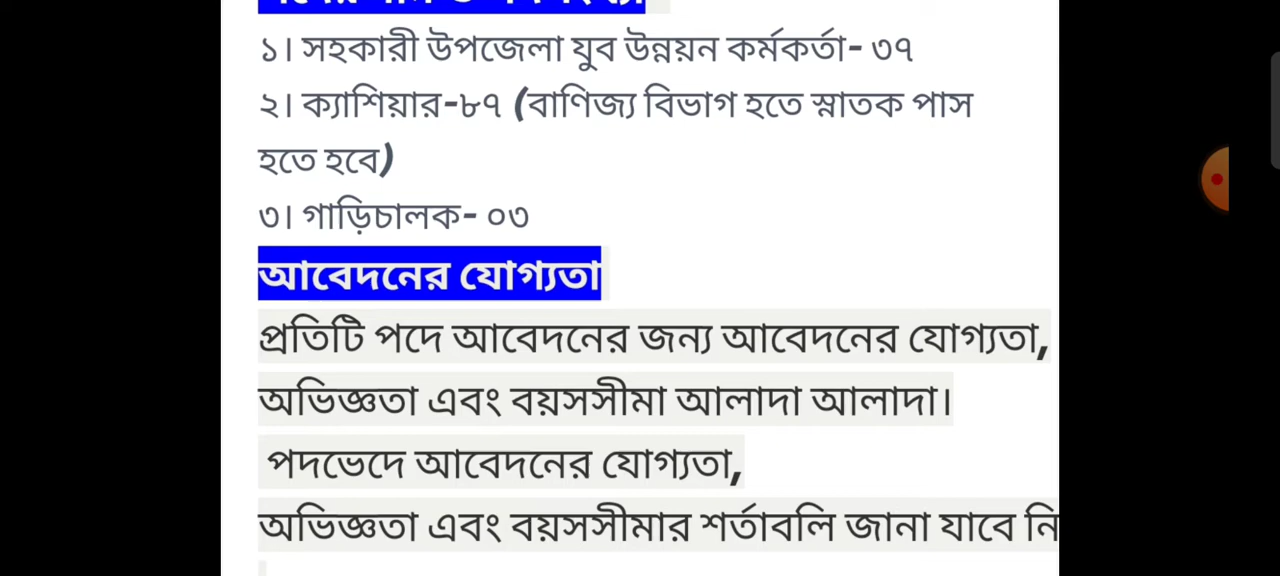 ১। সহকারী উপজেলা যুব উন্নয়ন কর্মকর্তা- ৩৭
২। ক্যাশিয়ার-৮৭ (বাণিজ্য বিভাগ হতে স্নাতক পাস
হতে হবে)
৩। গাড়িচালক- ০৩
আবেদনের যোগ্যতা
প্রতিটি পদে আবেদনের জন্য আবেদনের যোগ্যতা,
অভিজ্ঞতা এবং বয়সসীমা আলাদা আলাদা।
পদভেদে আবেদনের যোগ্যতা,
অভিজ্ঞতা এবং বয়সসীমার শর্তাবলি জানা যাবে নি